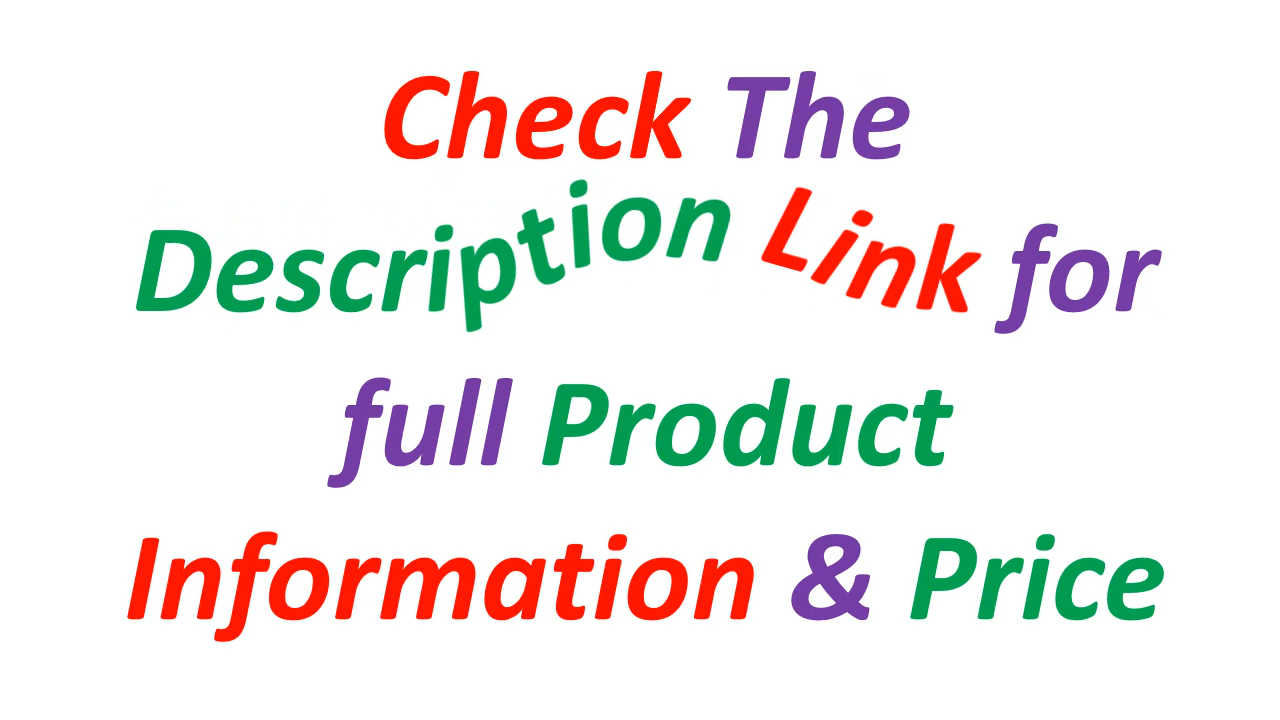 Check The
Description Link for
full Product
Information & Price